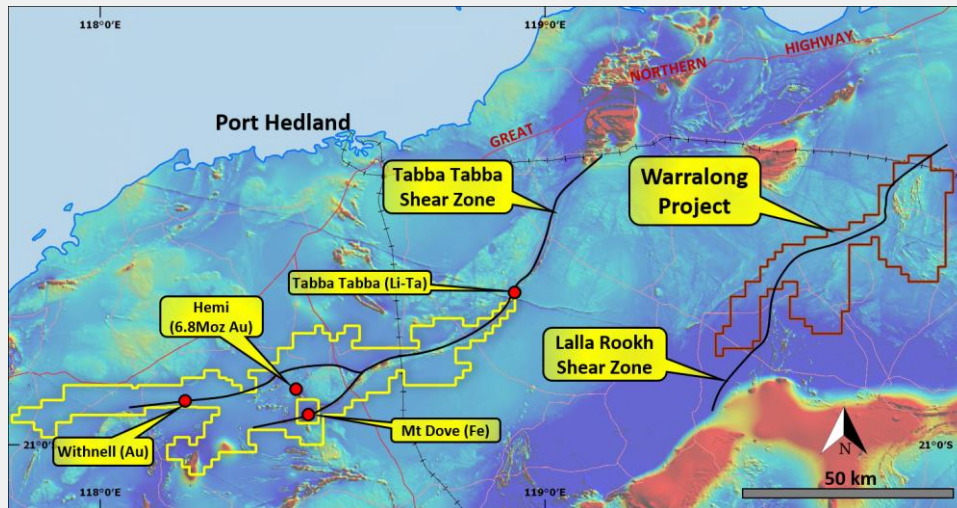 118°0'E
119°0'E
HIGHWAY
NORTHERN
GREAT
Port Hedland
Tabba Tabba
Shear Zone
Warralong
Project
Tabba Tabba (Li-Ta)
Hemi
(6.8Moz Au)
Lalla Rookh
Shear Zone
Withnell (Au)
Mt Dove (Fe)
21°0'S
21°0'S
N
50 km
118°0'E
119°0'E